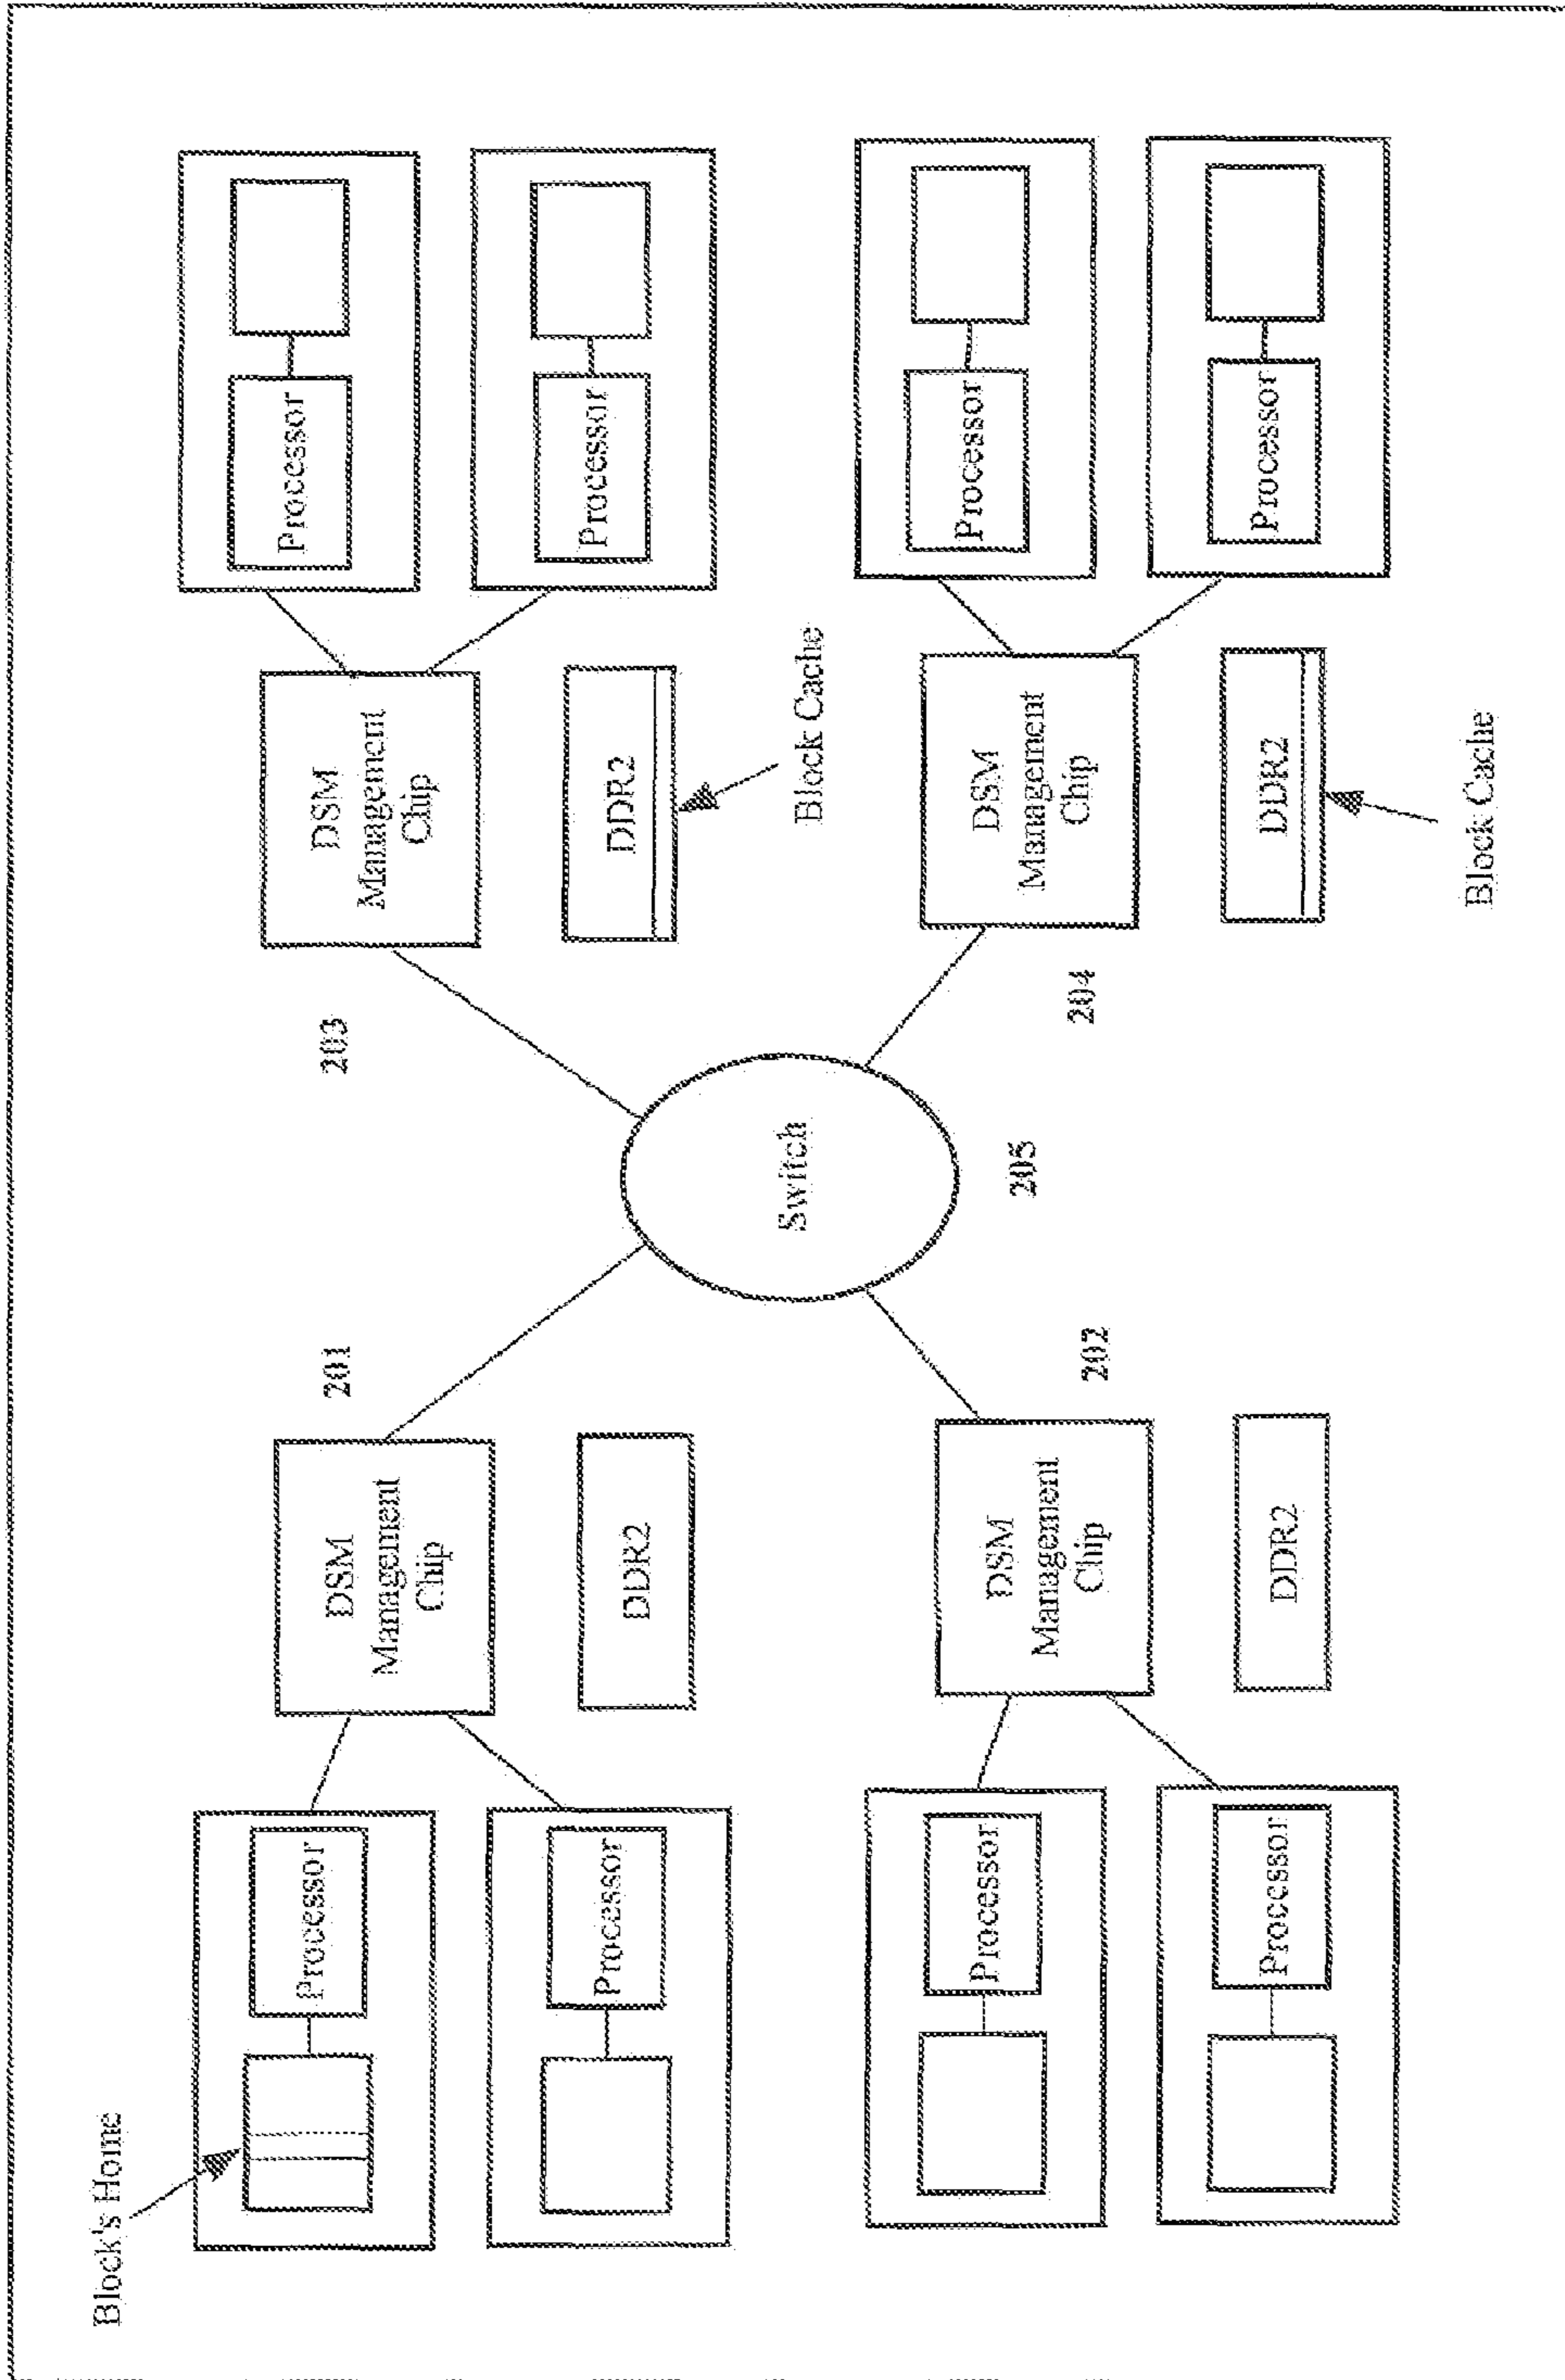 Block's Home
Processor
Processor
DSM
Management
Chip
201
DDR2
Processor
Processor
DSM
Management
Chip
202
DDR2
Switch
205
203
DSM
Management
Chip
DDR2
Block Cache
Processor
Processor
204
DSM
Management
Chip
DDR2
Block Cache
Processor
Processor